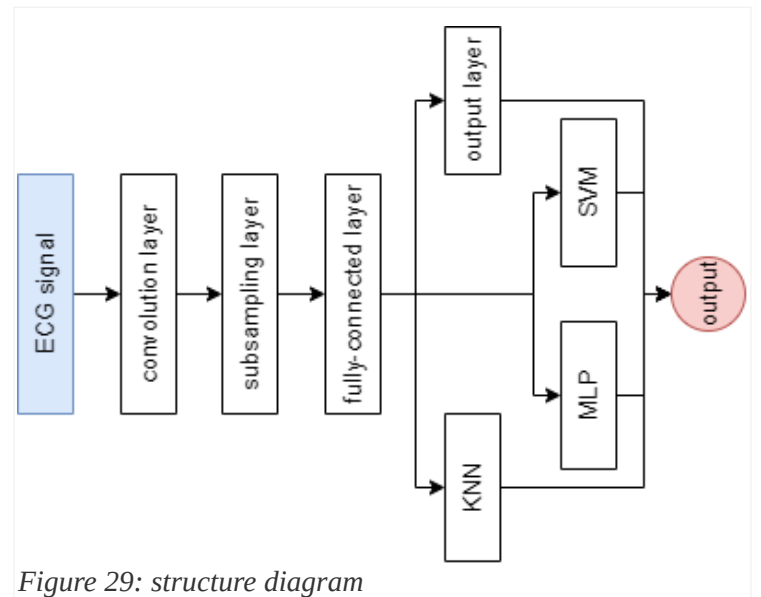 ECG signal
convolution layer
subsampling layer
fully-connected layer
output layer
SVM
MLP
KNN
output
Figure 29: structure diagram